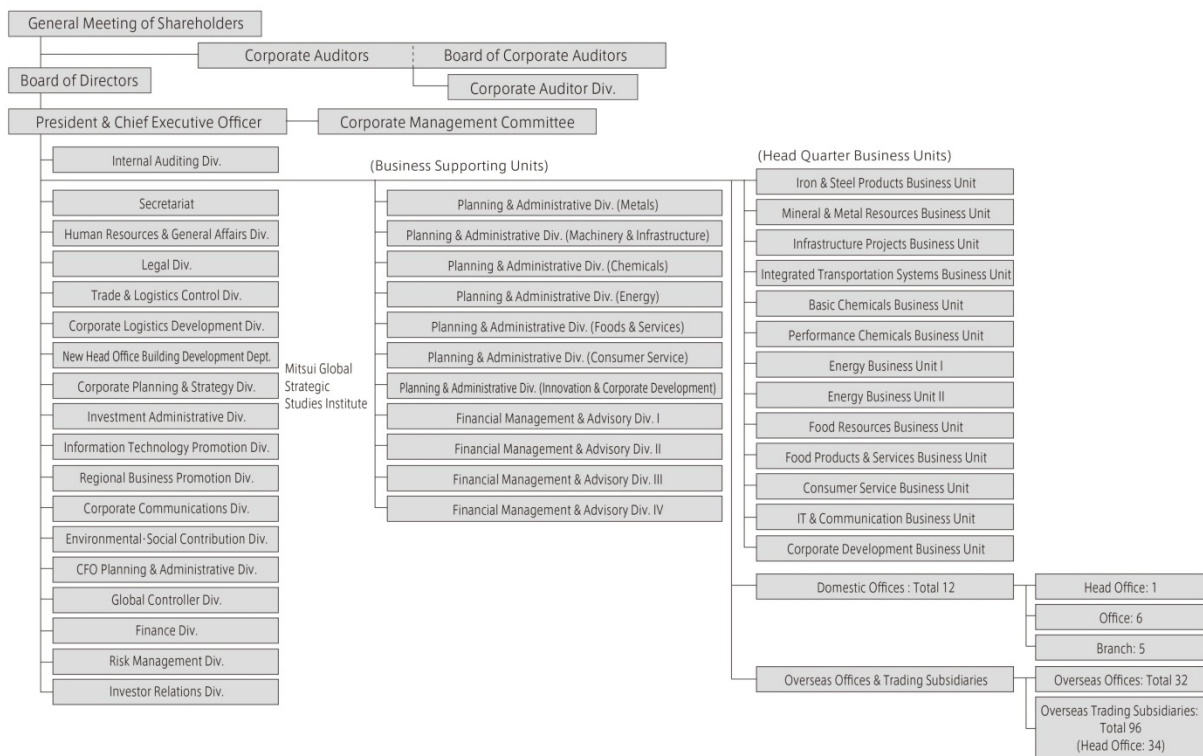 General Meeting of Shareholders
Corporate Auditors
Board of Corporate Auditors
Corporate Auditor Div.
Board of Directors
President & Chief Executive Officer
Corporate Management Committee
Internal Auditing Div.
Secretariat
Human Resources & General Affairs Div.
Legal Div.
Trade & Logistics Control Div.
Corporate Logistics Development Div.
New Head Office Building Development Dept.
Corporate Planning & Strategy Div.
Investment Administrative Div.
Information Technology Promotion Div.
Regional Business Promotion Div.
Corporate Communications Div.
Environmental·Social Contribution Div.
CFO Planning & Administrative Div.
Global Controller Div.
Finance Div.
Risk Management Div.
Investor Relations Div.
Mitsui Global
Strategic
Studies Institute
(Business Supporting Units)
Planning & Administrative Div. (Metals)
Planning & Administrative Div. (Machinery & Infrastructure)
Planning & Administrative Div. (Chemicals)
Planning & Administrative Div. (Energy)
Planning & Administrative Div. (Foods & Services)
Planning & Administrative Div. (Consumer Service)
Planning & Administrative Div. (Innovation & Corporate Development)
Financial Management & Advisory Div. I
Financial Management & Advisory Div. II
Financial Management & Advisory Div. III
Financial Management & Advisory Div. IV
(Head Quarter Business Units)
Iron & Steel Products Business Unit
Mineral & Metal Resources Business Unit
Infrastructure Projects Business Unit
Integrated Transportation Systems Business Unit
Basic Chemicals Business Unit
Performance Chemicals Business Unit
Energy Business Unit I
Energy Business Unit II
Food Resources Business Unit
Food Products & Services Business Unit
Consumer Service Business Unit
IT & Communication Business Unit
Corporate Development Business Unit
Domestic Offices : Total 12
Head Office: 1
Office: 6
Branch: 5
Overseas Offices & Trading Subsidiaries
Overseas Offices: Total 32
Overseas Trading Subsidiaries:
Total 96
(Head Office: 34)